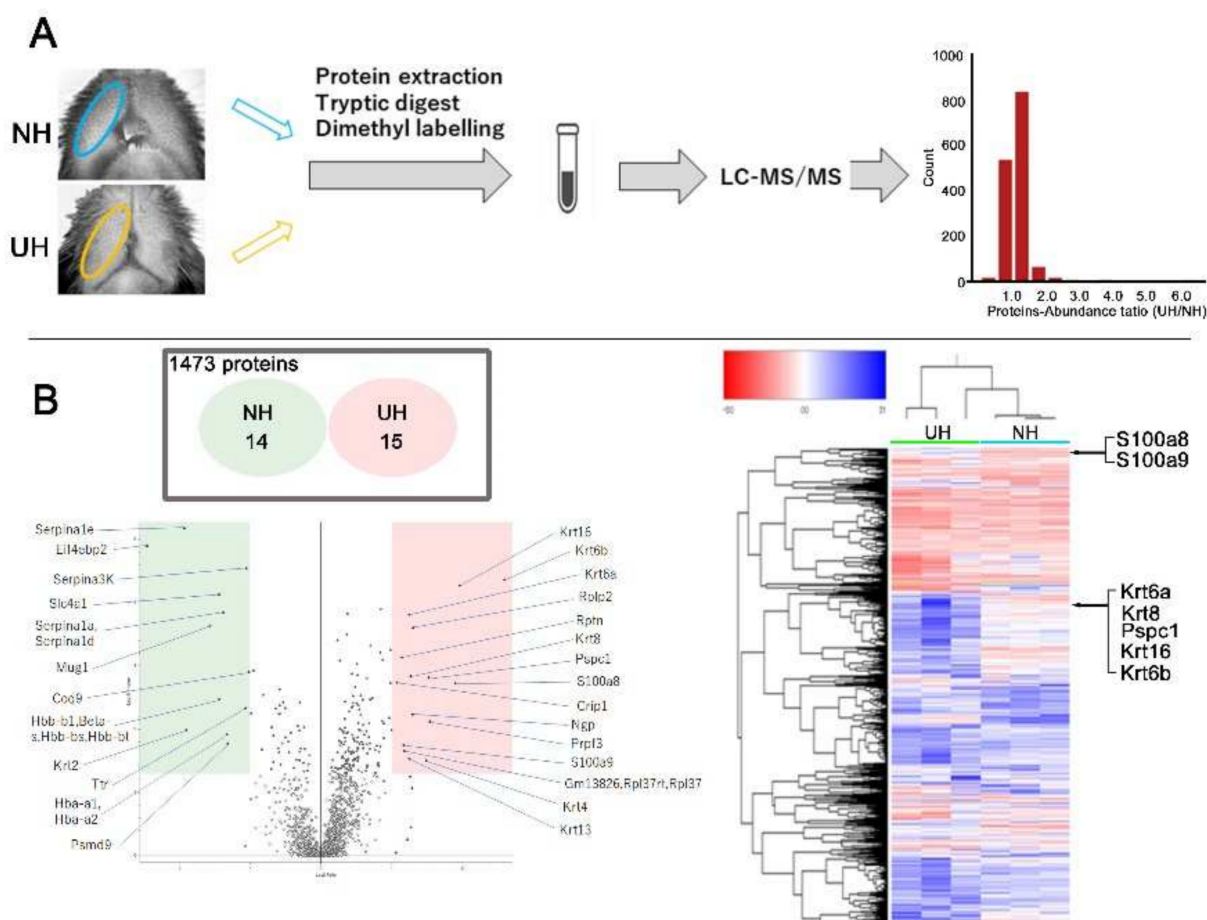 A
NH
UH
Protein extraction
Tryptic digest
Dimethyl labelling
LC-MS/MS
Count
1000
800
600
400
200
0
1.0 2.0 3.0 4.0 5.0 6.0
Proteins-Abundance tatio (UH/NH)
B
1473 proteins
NH
14
UH
15
Serpina1e
Eif4ebp2
Serpina3K
Slc4a1
Serpina1a,
Serpina1d
Mug1
Coq9
Hbb-b1,Beta-
s,Hbb-bs,Hbb-bt
Krt2
Ttr
Hba-a1,
Hba-a2
Psmd9
Krt16
Krt6b
Krt6a
Rplp2
Rptn
Krt8
Pspc1
S100a8
Crip1
Ngp
Prpf3
S100a9
Gm13826,Rpl37rt,Rpl37
Krt4
Krt13
UH
NH
S100a8
S100a9
Krt6a
Krt8
Pspc1
Krt16
Krt6b